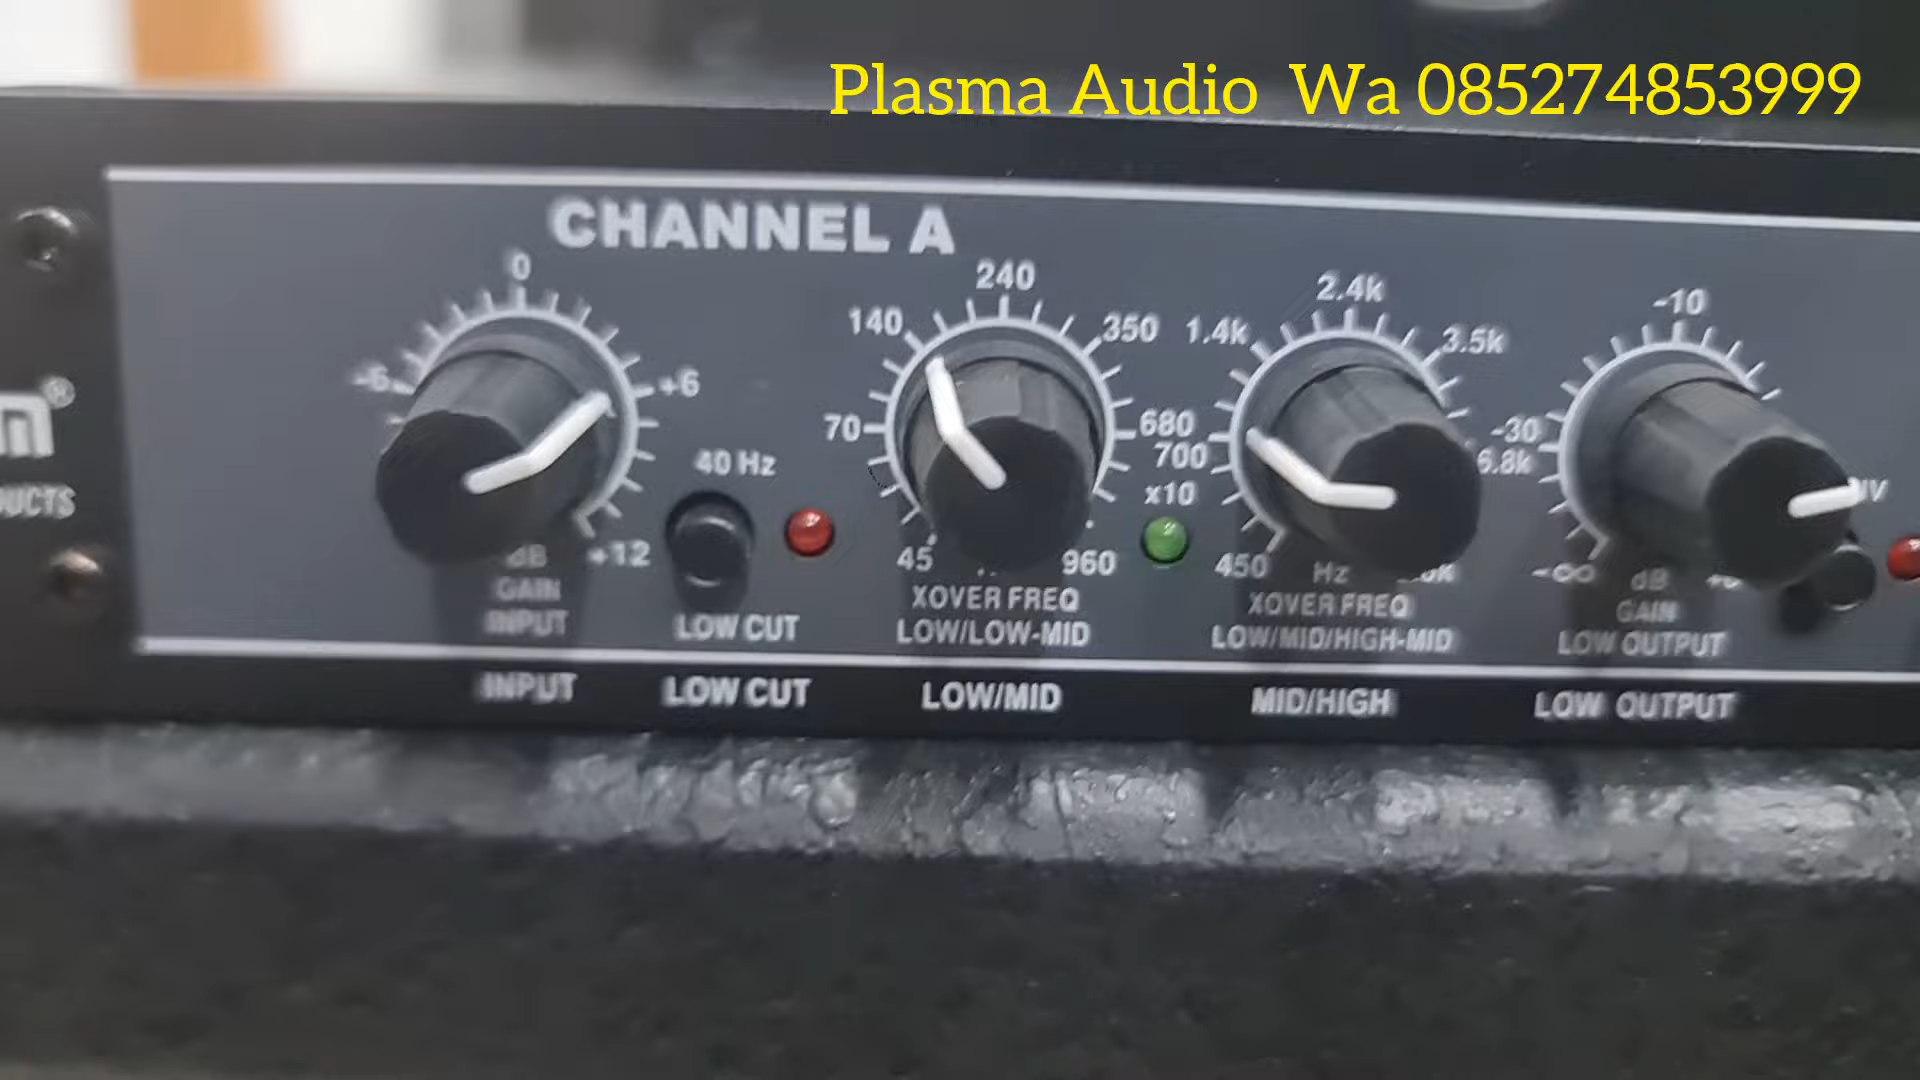 Plasma Audio  Wa 085274853999
CHANNEL A
0
240
2.4k
-10
140
350
1.4k
3.5k
-6
+6
70
680
-30
700
6.8k
40 Hz
x10
DUCTS
+12
45
960
450
Hz
-∞
dB
dB
GAIN
INPUT
LOW CUT
XOVER FREQ
LOW/LOW-MID
XOVER FREQ
LOW/MID/HIGH-MID
GAIN
LOW OUTPUT
INPUT
LOW CUT
LOW/MID
MID/HIGH
LOW OUTPUT